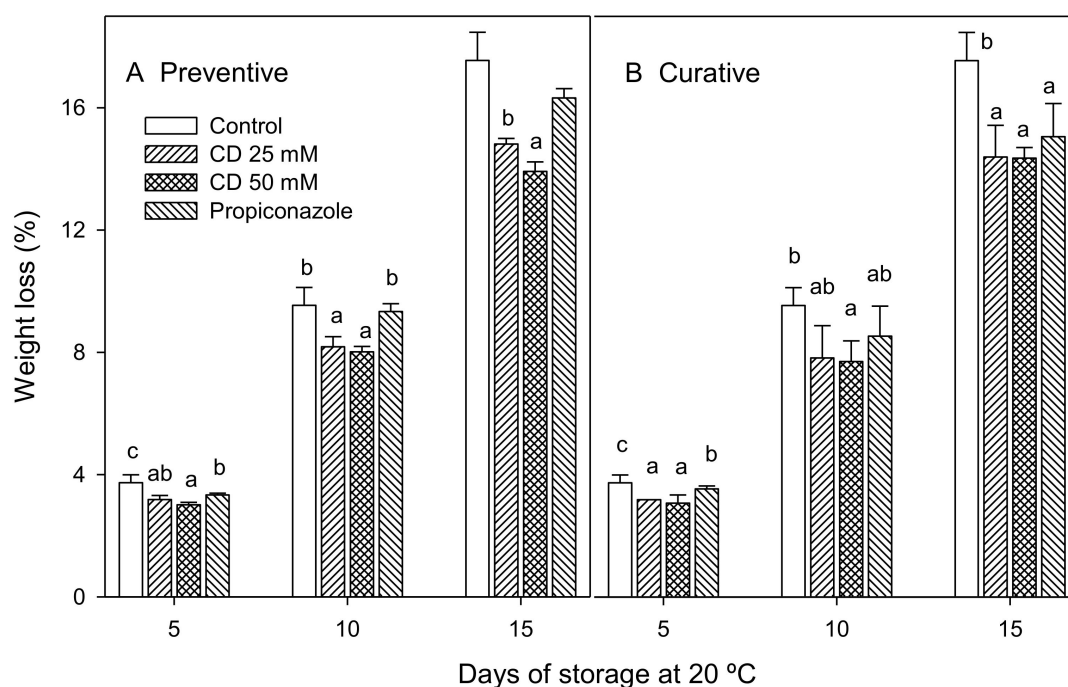 A Preventive
Control
CD 25 mM
CD 50 mM
Propiconazole
B Curative
Weight loss (%)
16
12
8
4
0
c
ab
a
b
b
a
a
b
b
a
c
a
a
b
b
ab
a
ab
b
a
a
a
5
10
15
5
10
15
Days of storage at 20 ºC